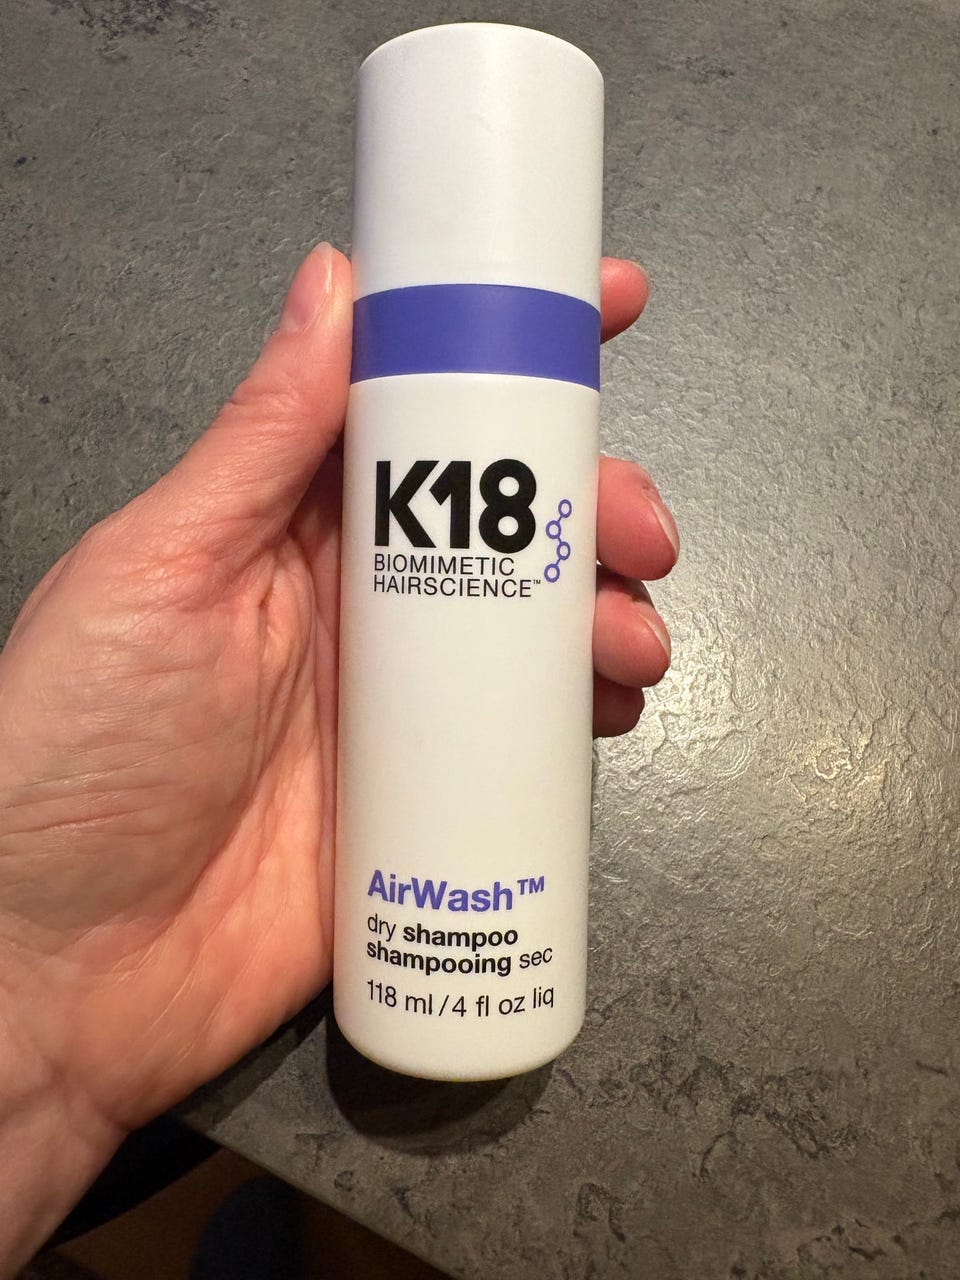 K18
BIOMIMETIC
HAIRSCIENCE™
AirWash™
dry shampoo
shampooing sec
118 ml / 4 fl oz liq